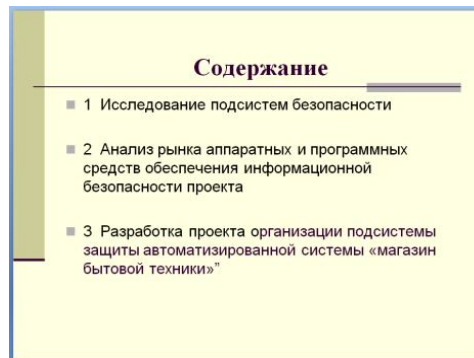 Содержание
1 Исследование подсистем безопасности
2 Анализ рынка аппаратных и программных
средств обеспечения информационной
безопасности проекта
3 Разработка проекта организации подсистемы
защиты автоматизированной системы «магазин
бытовой техники»”